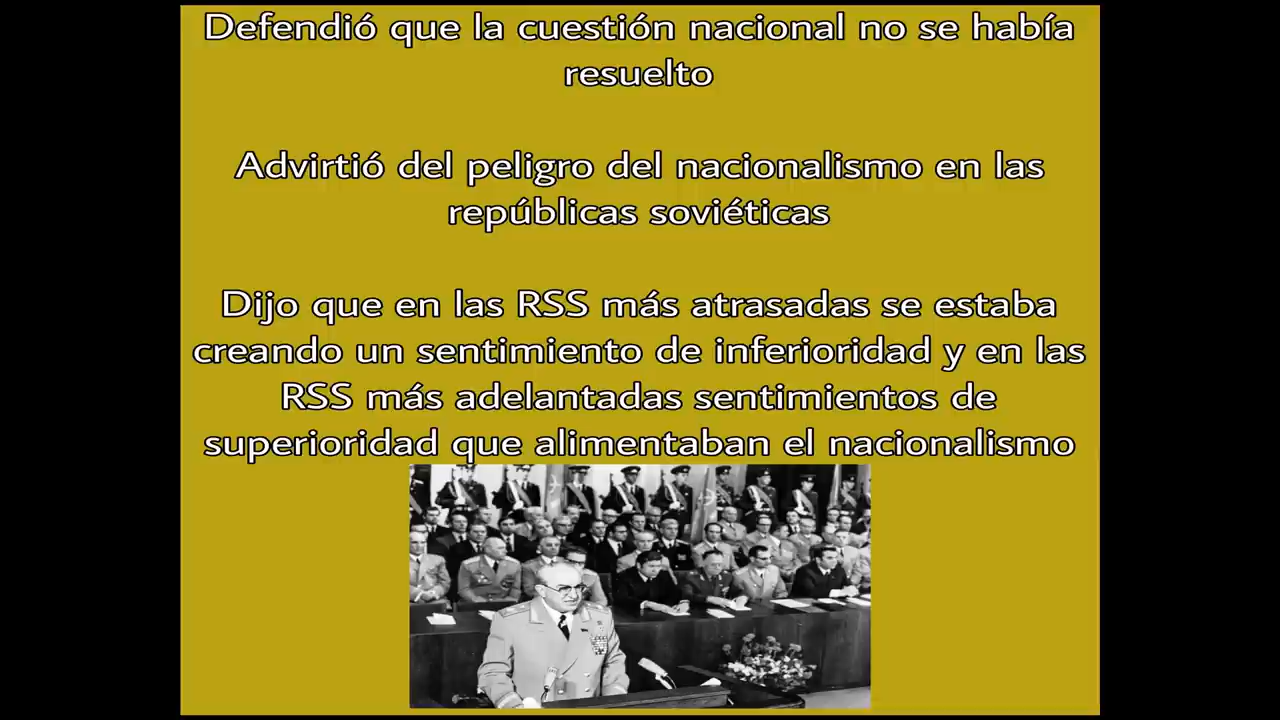 Defendió que la cuestión nacional no se había
resuelto
Advirtió del peligro del nacionalismo en las
repúblicas soviéticas
Dijo que en las RSS más atrasadas se estaba
creando un sentimiento de inferioridad y en las
RSS más adelantadas sentimientos de
superioridad que alimentaban el nacionalismo